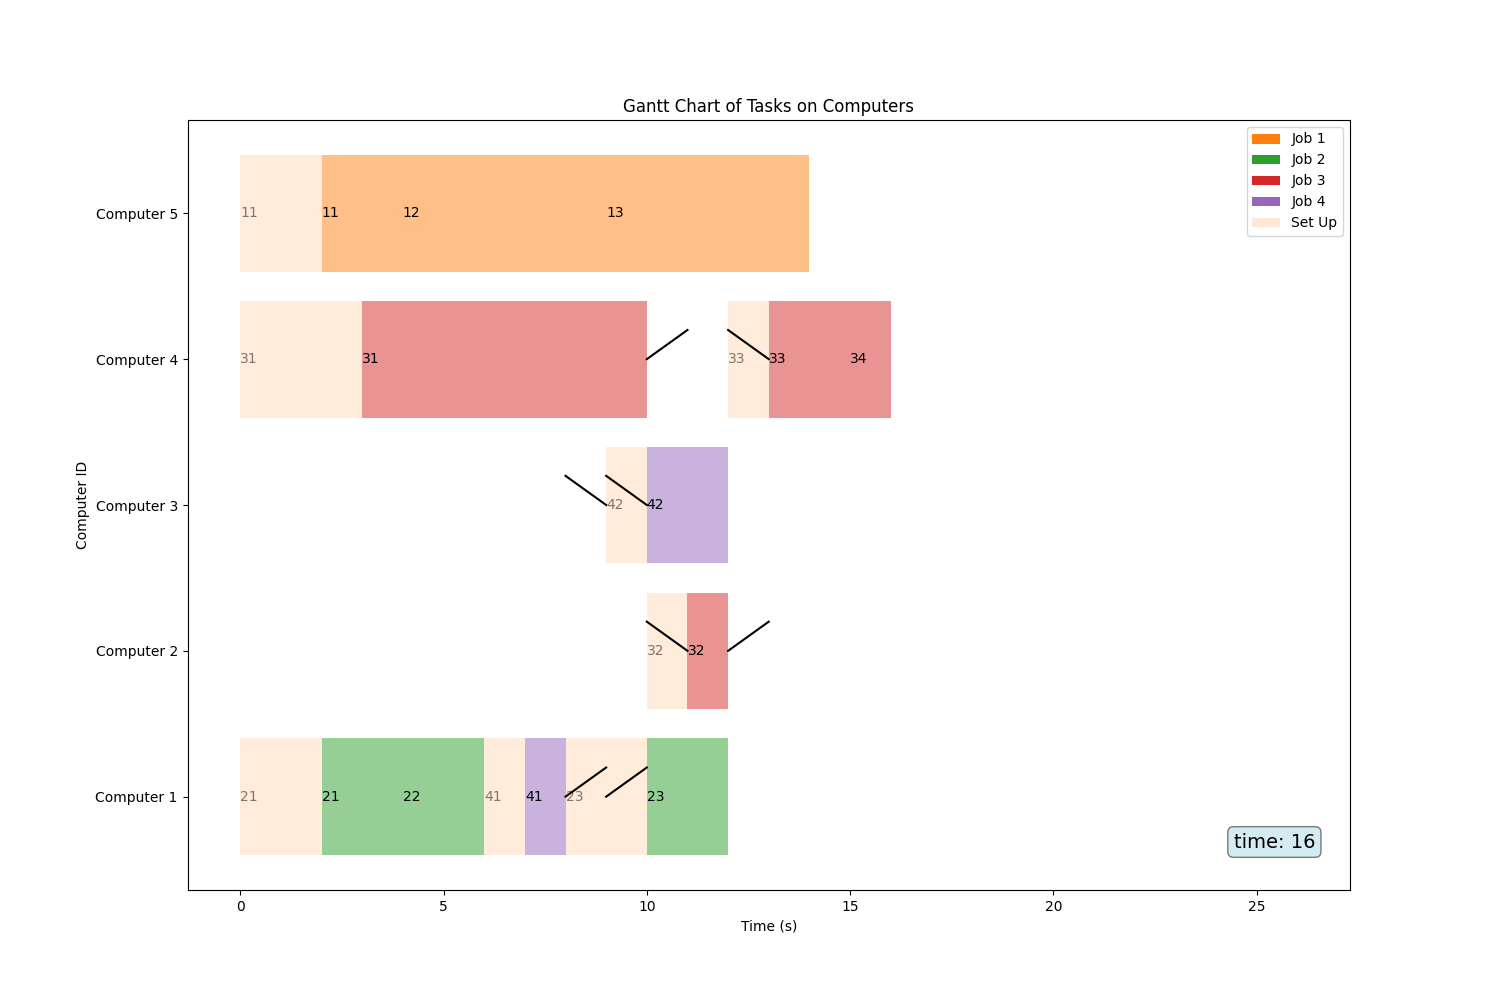 Gantt Chart of Tasks on Computers
Job 1
Job 2
Job 3
Job 4
Set Up
Computer 5
11
11
12
13
Computer 4
31
31
33
33
34
Computer 3
42
42
Computer 2
32
32
Computer 1
21
21
22
41
41
23
23
Computer ID
time: 16
0
5
10
15
20
25
Time (s)